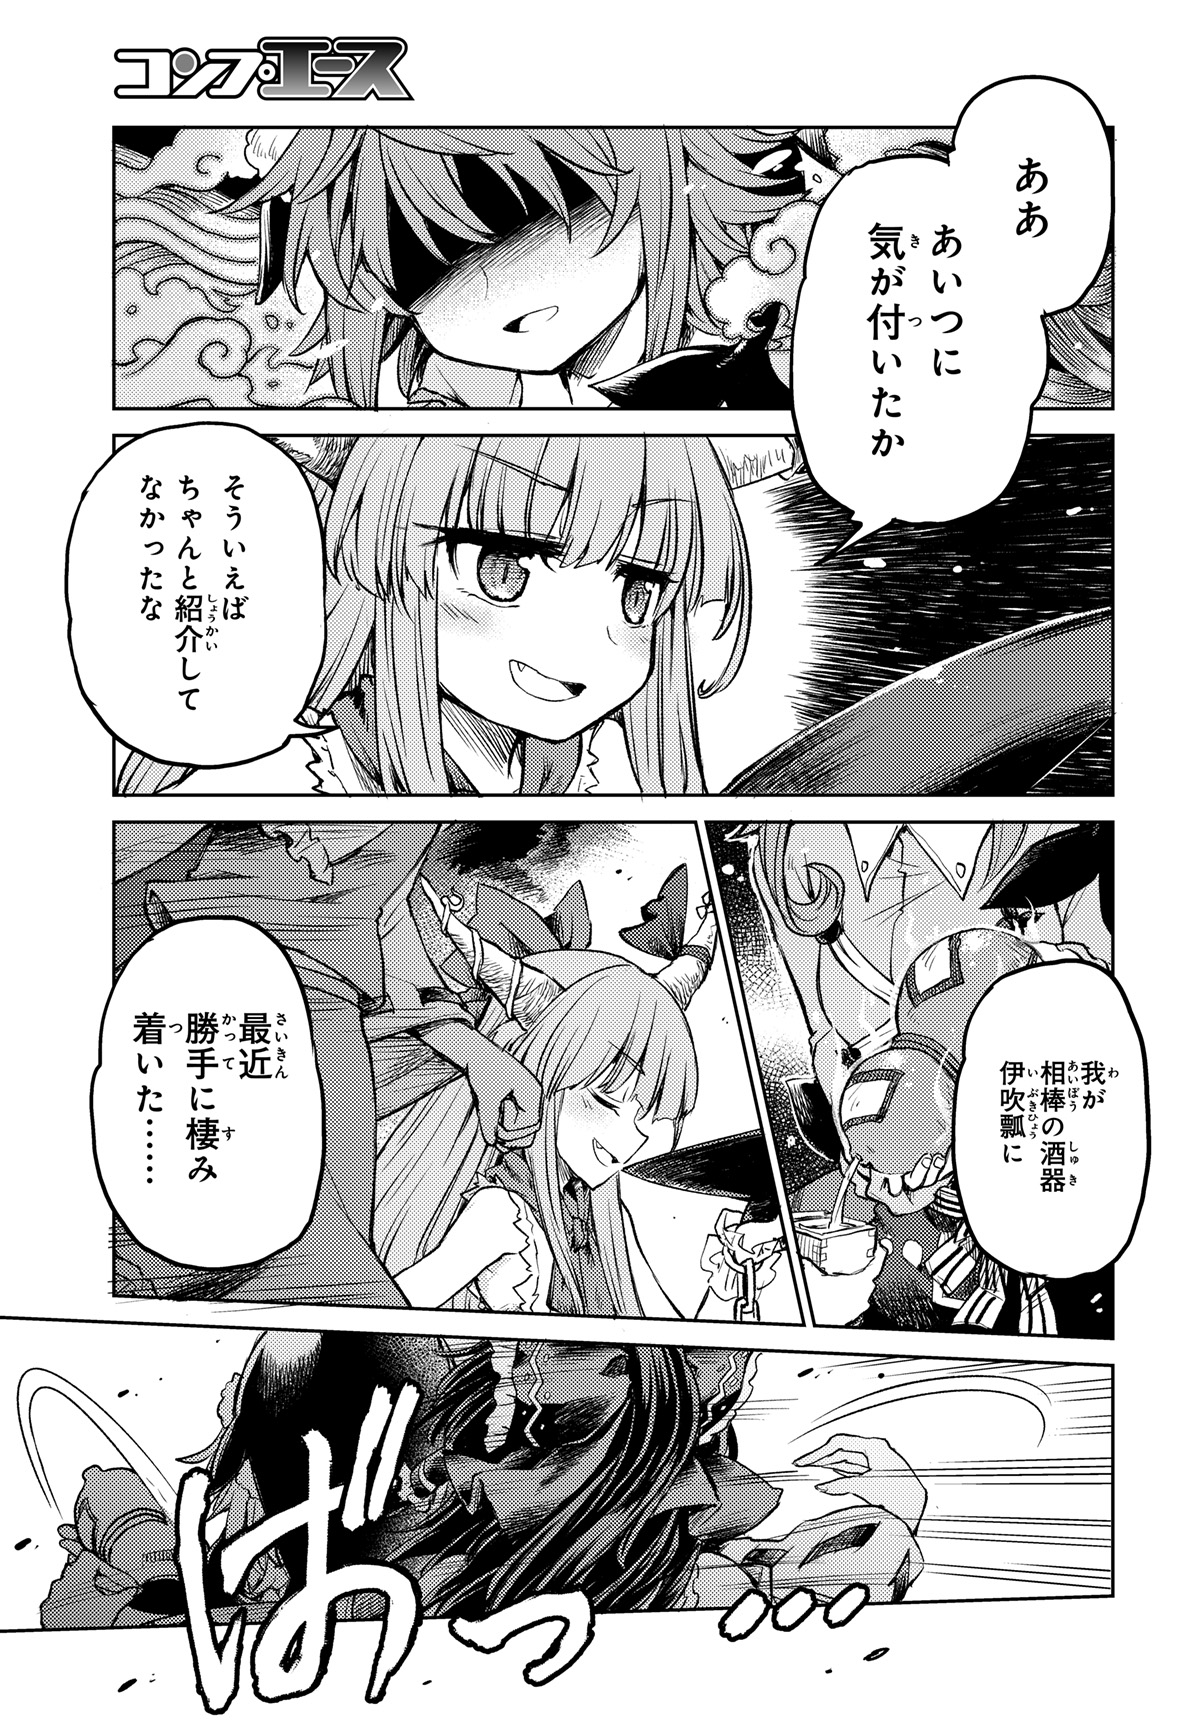 コンプエース
ああ
あいつに
気が付いたか
そういえば
ちゃんと紹介して
なかったな
我が
相棒の酒器
伊吹瓢に
最近
勝手に棲み
着いた……
ばっ…